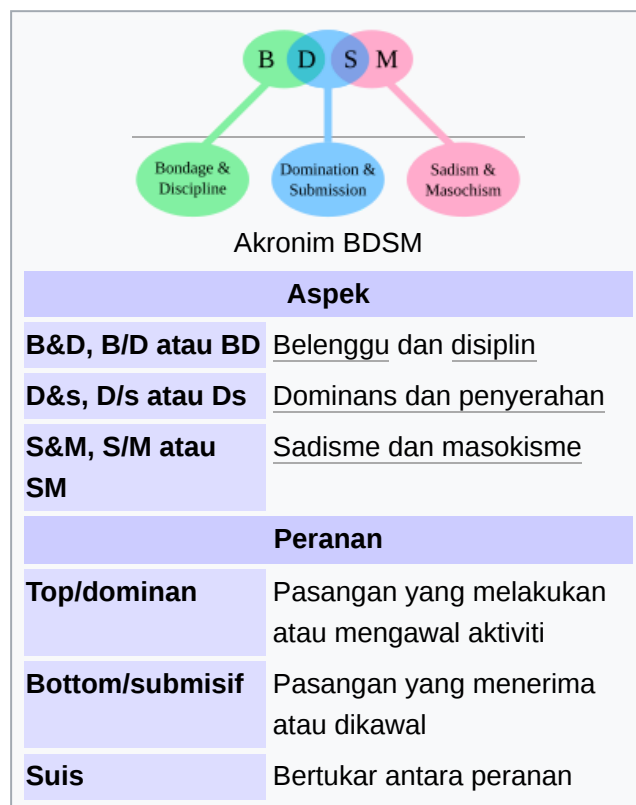 B D S M
Bondage & Discipline
Domination & Submission
Sadism & Masochism
Akronim BDSM
Aspek
B&D, B/D atau BD Belenggu dan disiplin
D&s, D/s atau Ds Dominans dan penyerahan
S&M, S/M atau Sadisme dan masokisme
SM
Peranan
Top/dominan Pasangan yang melakukan
atau mengawal aktiviti
Bottom/submisif Pasangan yang menerima
atau dikawal
Suis Bertukar antara peranan